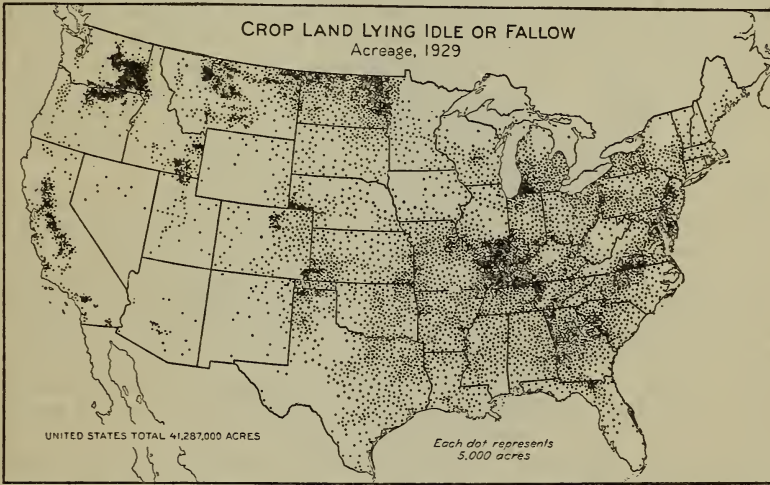 CROP LAND LYING IDLE OR FALLOW
Acreage, 1929
UNITED STATES TOTAL 41,287,000 ACRES
Each dot represents
5,000 acres